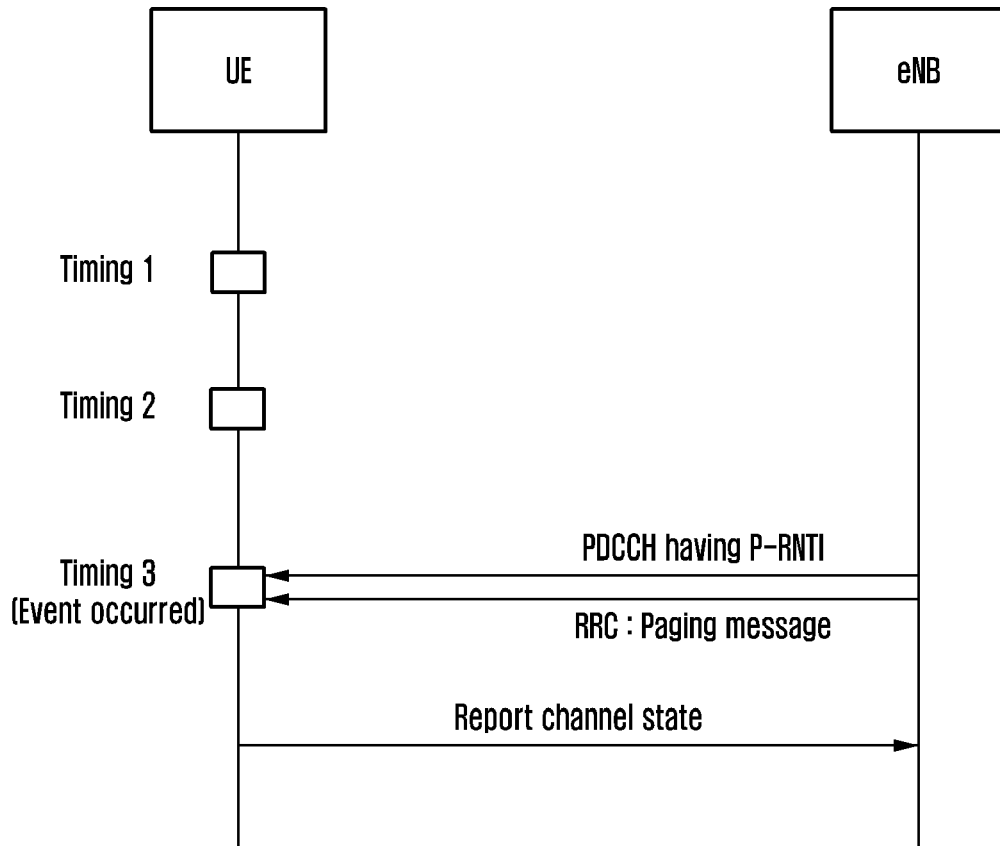 UE
eNB
Timing 1
Timing 2
PDCCH having P-RNTI
Timing 3
(Event occurred)
RRC : Paging message
Report channel state